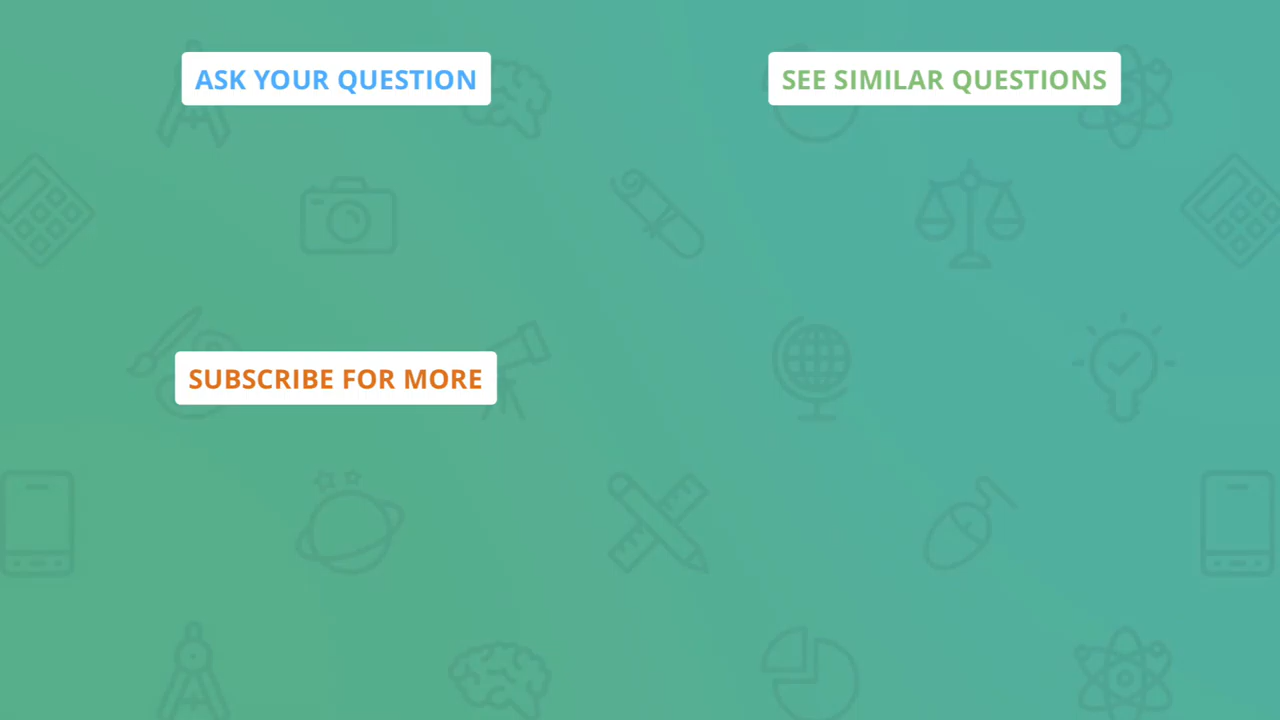 ASK YOUR QUESTION
SEE SIMILAR QUESTIONS
SUBSCRIBE FOR MORE